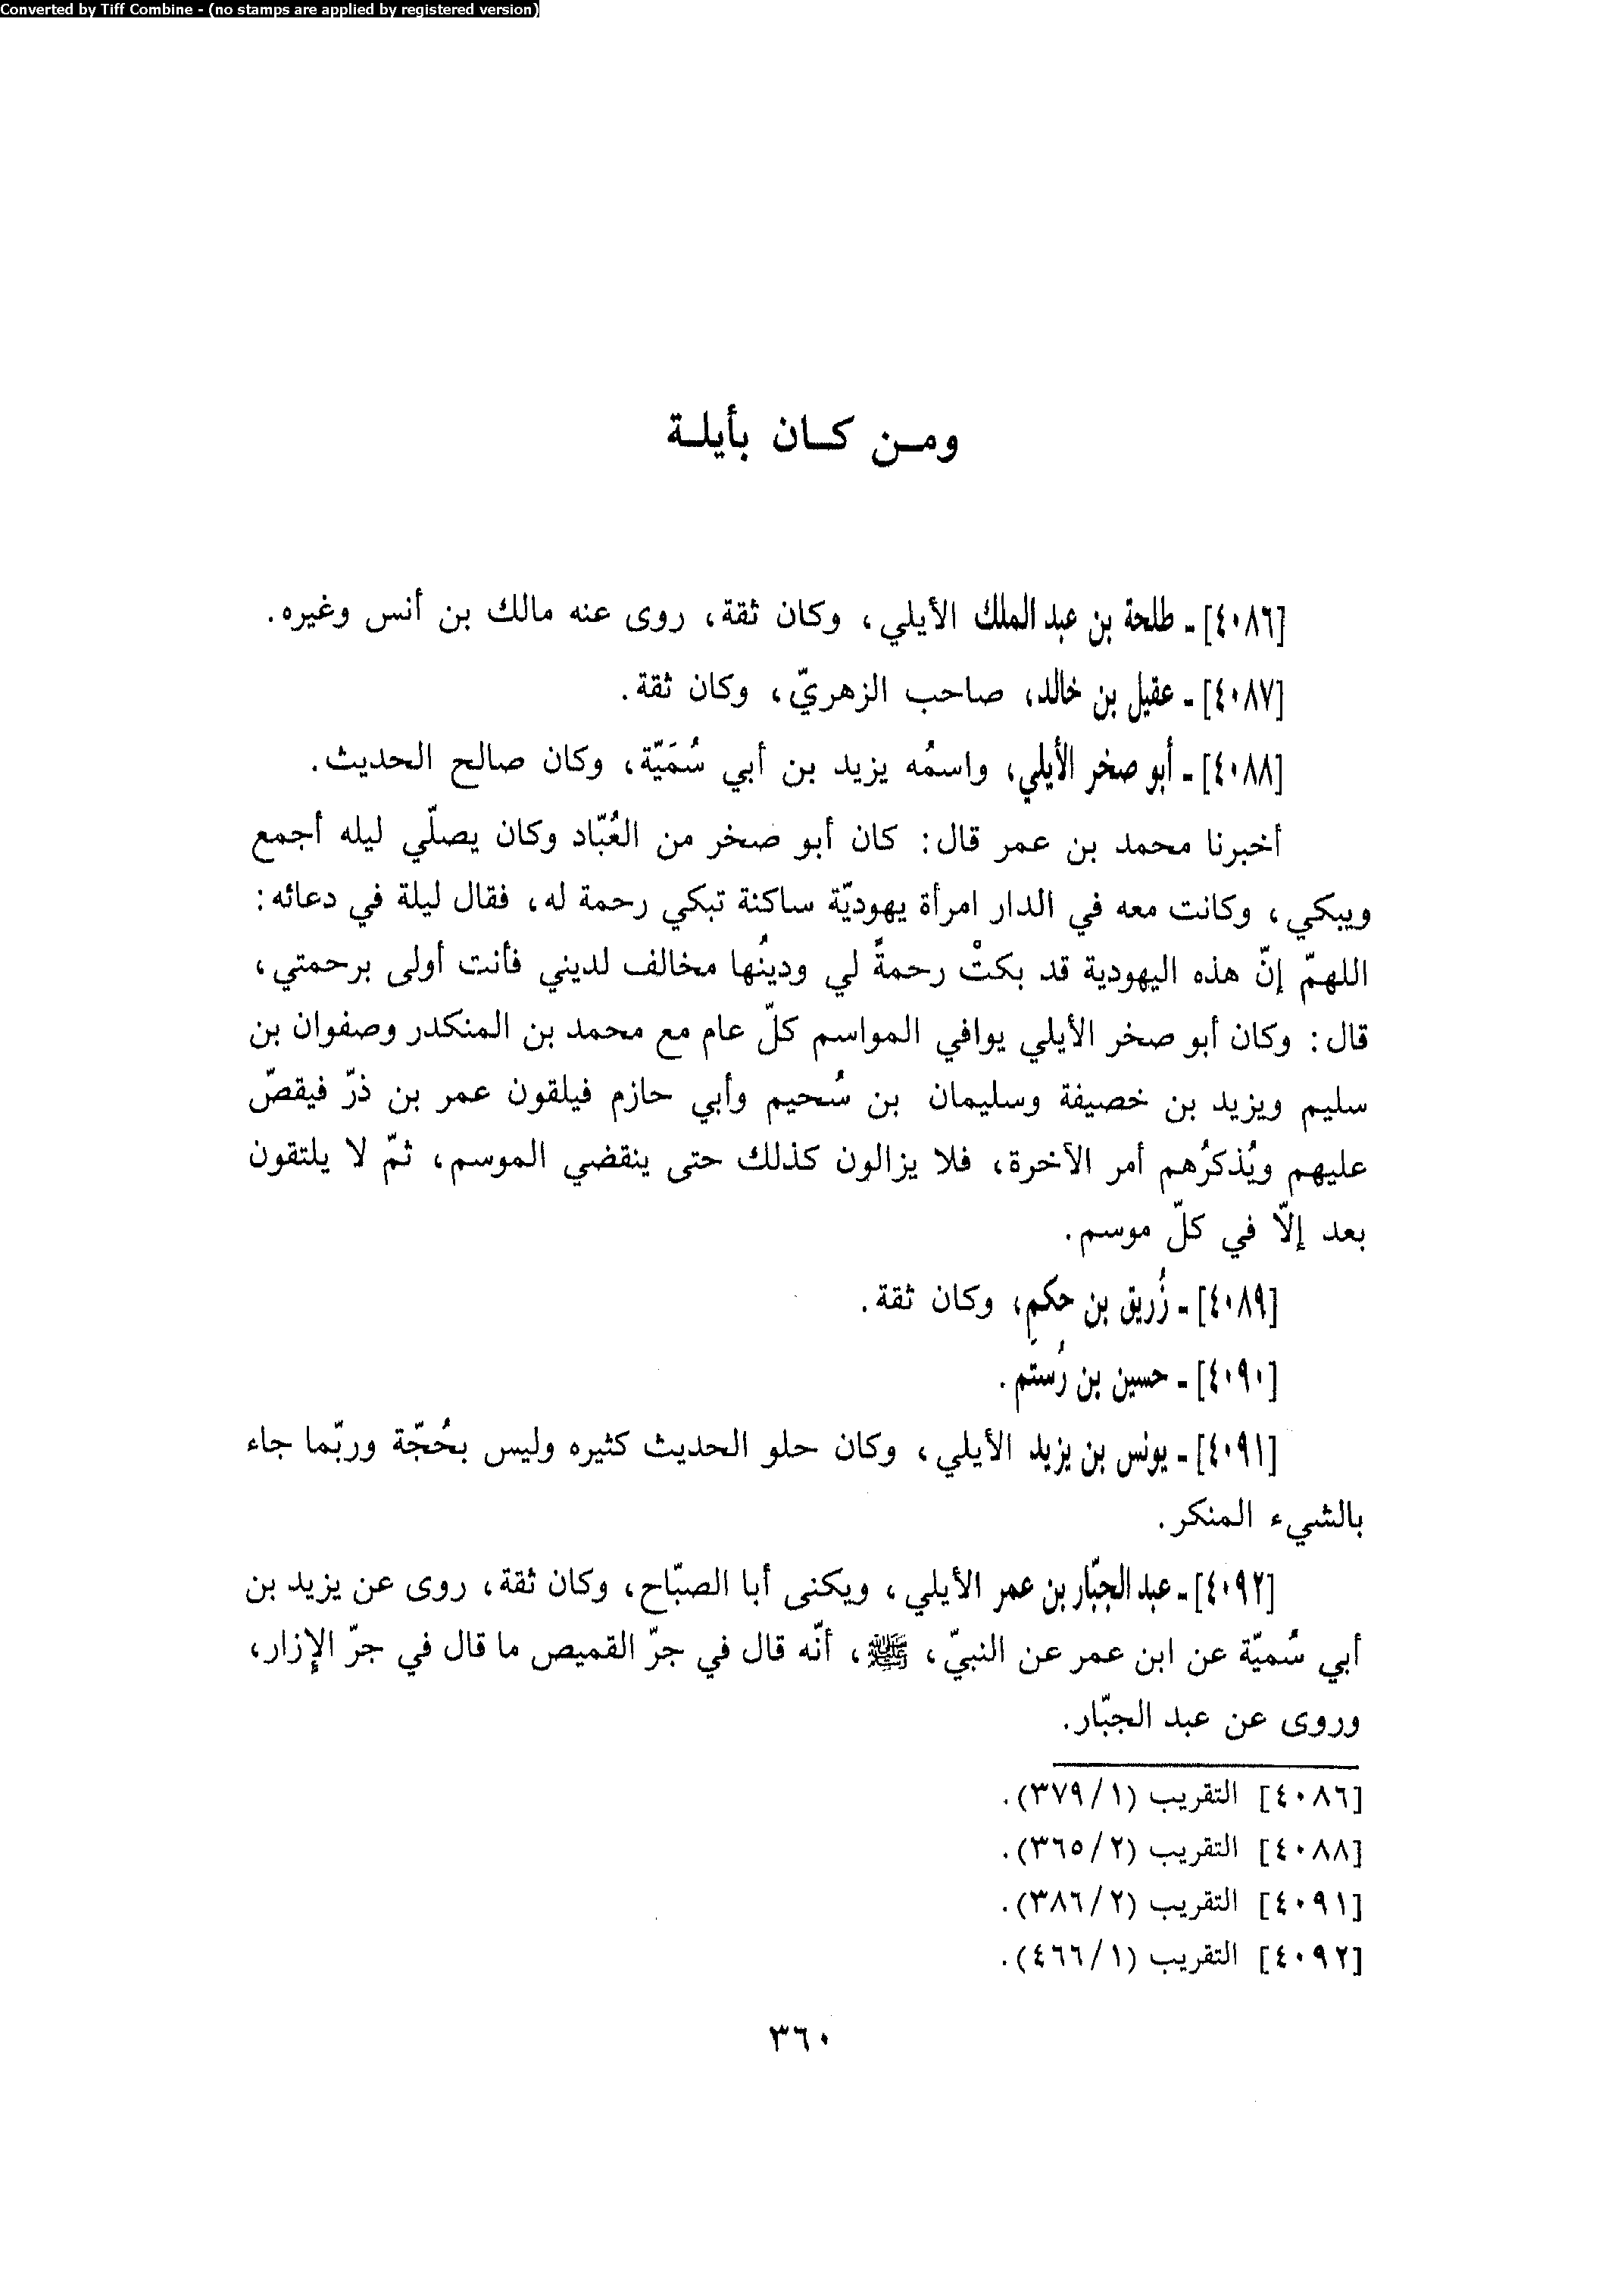 Converted by Tiff Combine - (no stamps are applied by registered version)
ومن كان بأيلة
[٤٠٨٦] - طلحة بن عبد الملك الأيلي، وكان ثقة، روى عنه مالك بن أنس وغيره.
[٤٠٨٧] - عقيل بن خالد، صاحب الزهريّ، وكان ثقة.
[٤٠٨٨] - أبو صخر الأيلي، واسمُه يزيد بن أبي سُمَيّة، وكان صالح الحديث.
أخبرنا محمد بن عمر قال: كان أبو صخر من العُبّاد وكان يصلّي ليله أجمع
ويبكي، وكانت معه في الدار امرأة يهوديّة ساكنة تبكي رحمة له، فقال ليلة في دعائه:
اللهمّ إنّ هذه اليهودية قد بكتْ رحمةً لي ودينُها مخالف لديني فأنت أولى برحمتي،
قال: وكان أبو صخر الأيلي يوافي المواسم كلّ عام مع محمد بن المنكدر وصفوان بن
سليم ويزيد بن خصيفة وسليمان بن سُحيم وأبي حازم فيلقون عمر بن ذرّ فيقصّ
عليهم ويُذكرُهم أمر الآخرة، فلا يزالون كذلك حتى ينقضي الموسم، ثمّ لا يلتقون
بعد إلّا في كلّ موسم.
[٤٠٨٩] - زُريق بن حكمٍ، وكان ثقة.
[٤٠٩٠] - حسين بن رُستم.
[٤٠٩١] - يونس بن يزيد الأيلي، وكان حلو الحديث كثيره وليس بحُجّة وربّما جاء
بالشيء المنكر.
[٤٠٩٢] - عبد الجبّار بن عمر الأيلي، ويكنى أبا الصبّاح، وكان ثقة، روى عن يزيد بن
أبي سُميّة عن ابن عمر عن النبيّ، ﷺ، أنّه قال في جرّ القميص ما قال في جرّ الإزار،
وروى عن عبد الجبّار.
[٤٠٨٦] التقريب (٣٧٩/١).
[٤٠٨٨] التقريب (٣٦٥/٢).
[٤٠٩١] التقريب (٣٨٦/٢).
[٤٠٩٢] التقريب (٤٦٦/١).
٣٦٠